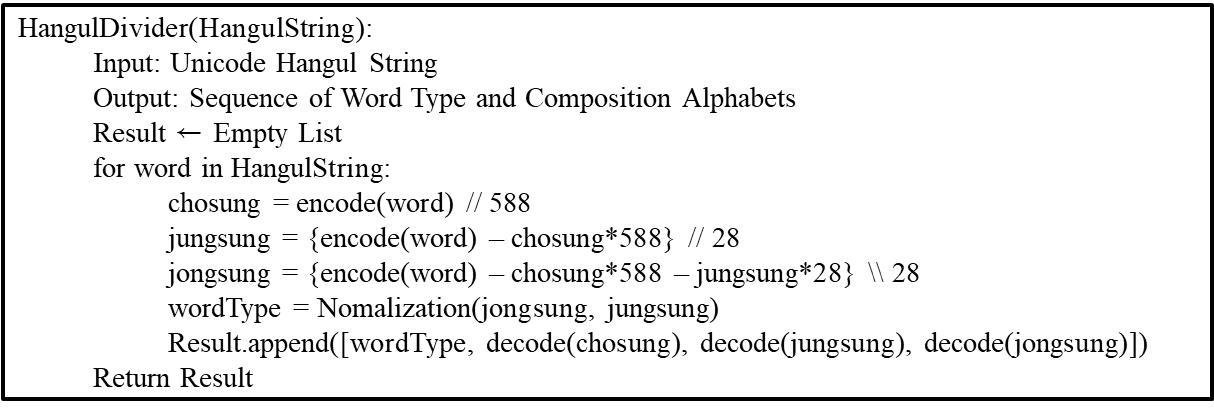 HangulDivider(HangulString):
Input: Unicode Hangul String
Output: Sequence of Word Type and Composition Alphabets
Result ← Empty List
for word in HangulString:
chosung = encode(word) // 588
jungsung = {encode(word) – chosung*588} // 28
jongsung = {encode(word) – chosung*588 – jungsung*28} \\ 28
wordType = Nomalization(jongsung, jungsung)
Result.append([wordType, decode(chosung), decode(jungsung), decode(jongsung)])
Return Result